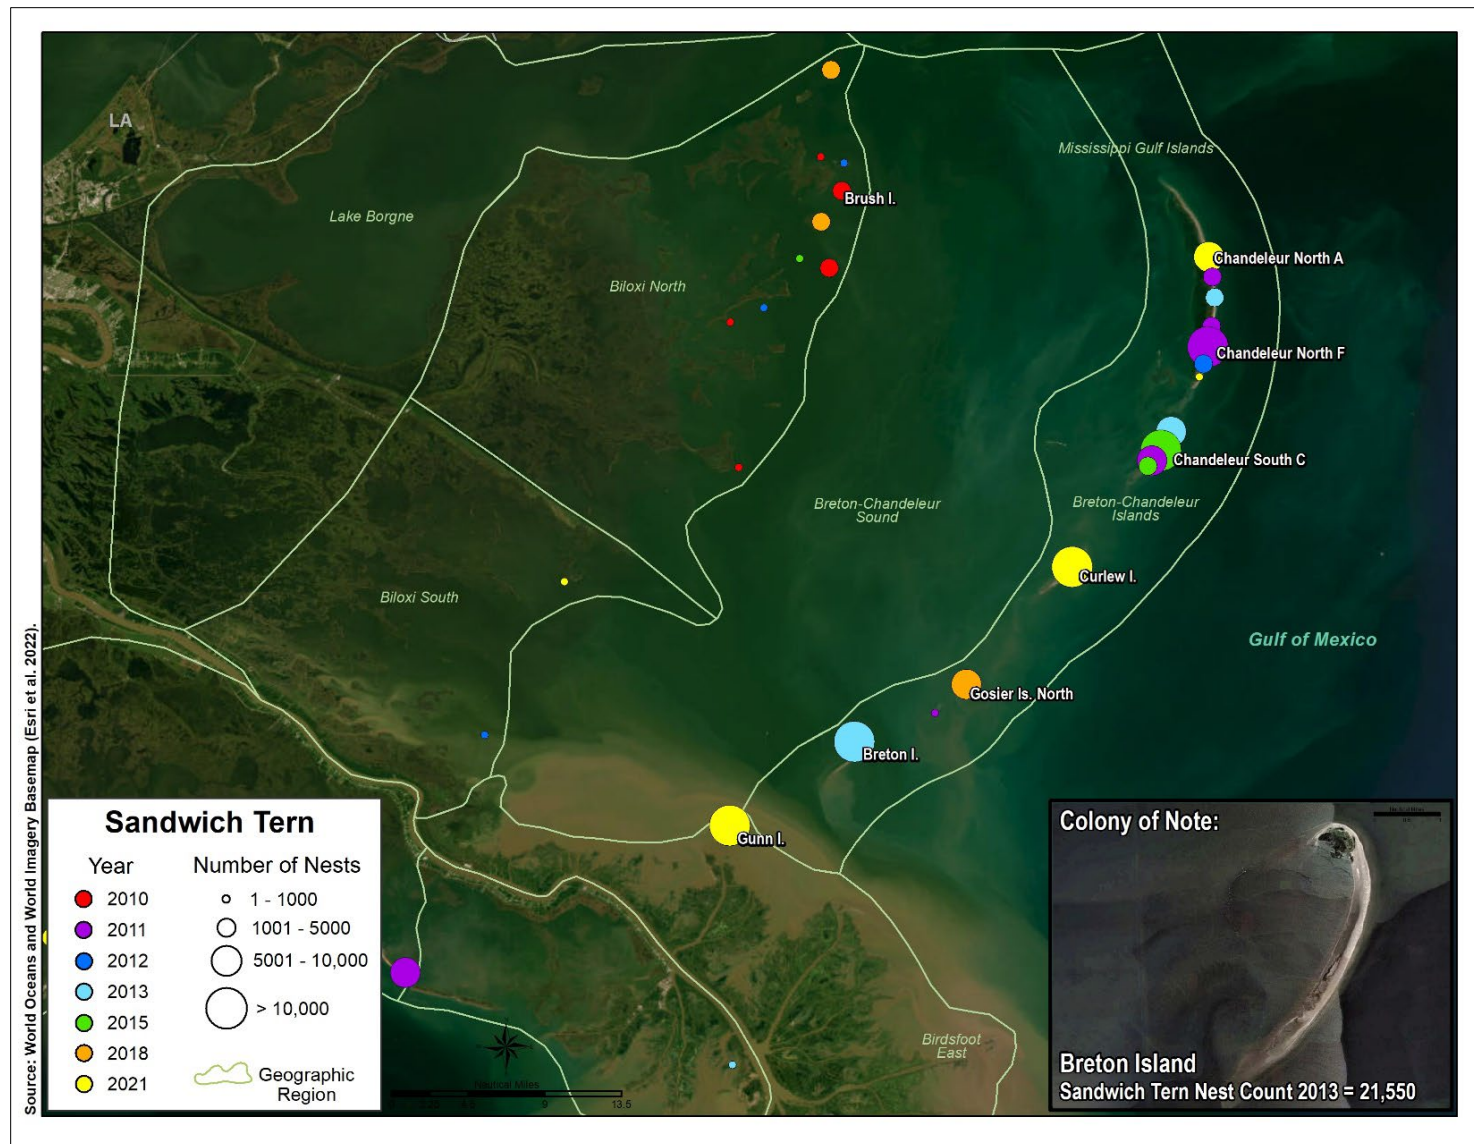 LA
Mississippi Gulf Islands
Lake Borgne
Brush I.
Biloxi North
Chandeleur North A
Chandeleur North F
Chandeleur South C
Breton-Chandeleur
Sound
Breton-Chandeleur
Islands
Curlew I.
Biloxi South
Gulf of Mexico
Gosier Is. North
Breton I.
Gunn I.
Birdsfoot
East
Sandwich Tern
Year
2010
2011
2012
2013
2015
2018
2021
Number of Nests
1 - 1000
1001 - 5000
5001 - 10,000
> 10,000
Geographic
Region
Nautical Miles
9
13.5
Colony of Note:
Breton Island
Sandwich Tern Nest Count 2013 = 21,550
Source: World Oceans and World Imagery Basemap (Esri et al. 2022).